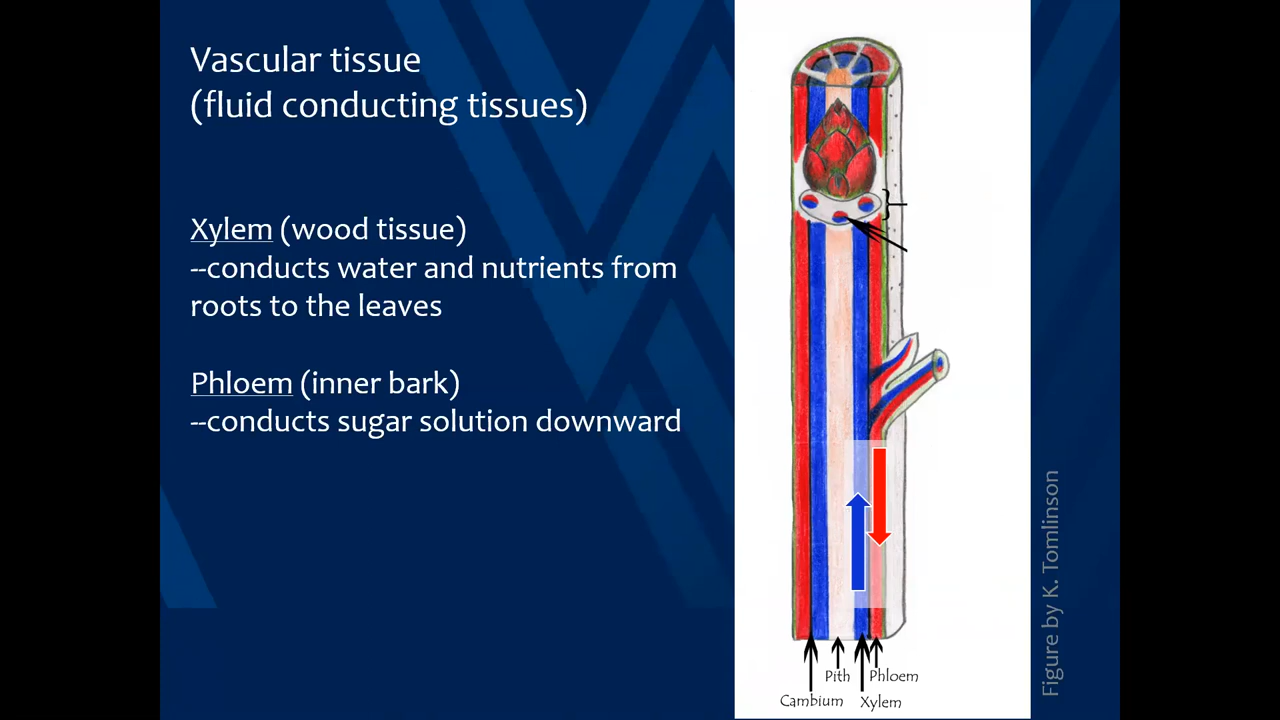 Vascular tissue
(fluid conducting tissues)
Xylem (wood tissue)
--conducts water and nutrients from
roots to the leaves
Phloem (inner bark)
--conducts sugar solution downward
Pith
Phloem
Cambium
Xylem
Figure by K. Tomlinson